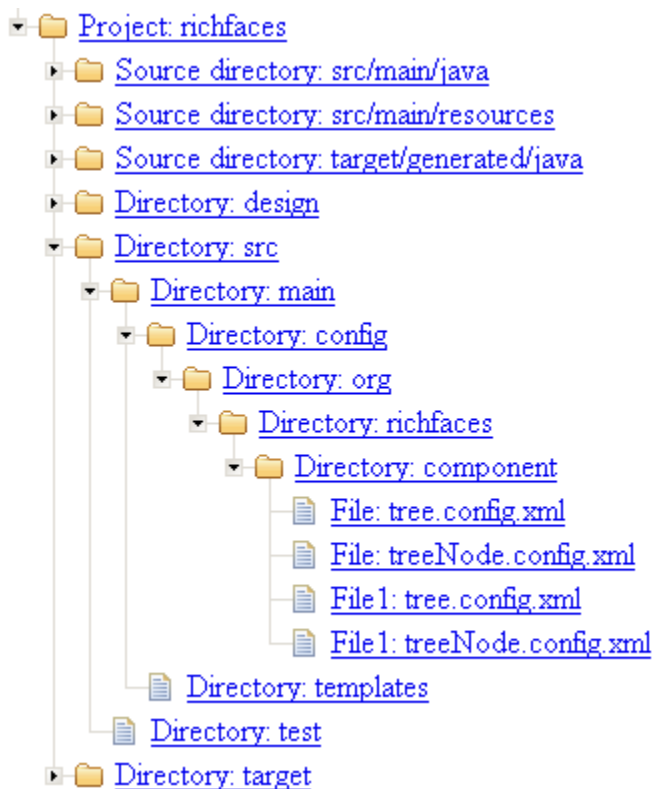 Project: richfaces
Source directory: src/main/java
Source directory: src/main/resources
Source directory: target/generated/java
Directory: design
Directory: src
Directory: main
Directory: config
Directory: org
Directory: richfaces
Directory: component
File: tree.config.xml
File: treeNode.config.xml
File1: tree.config.xml
File1: treeNode.config.xml
Directory: templates
Directory: test
Directory: target